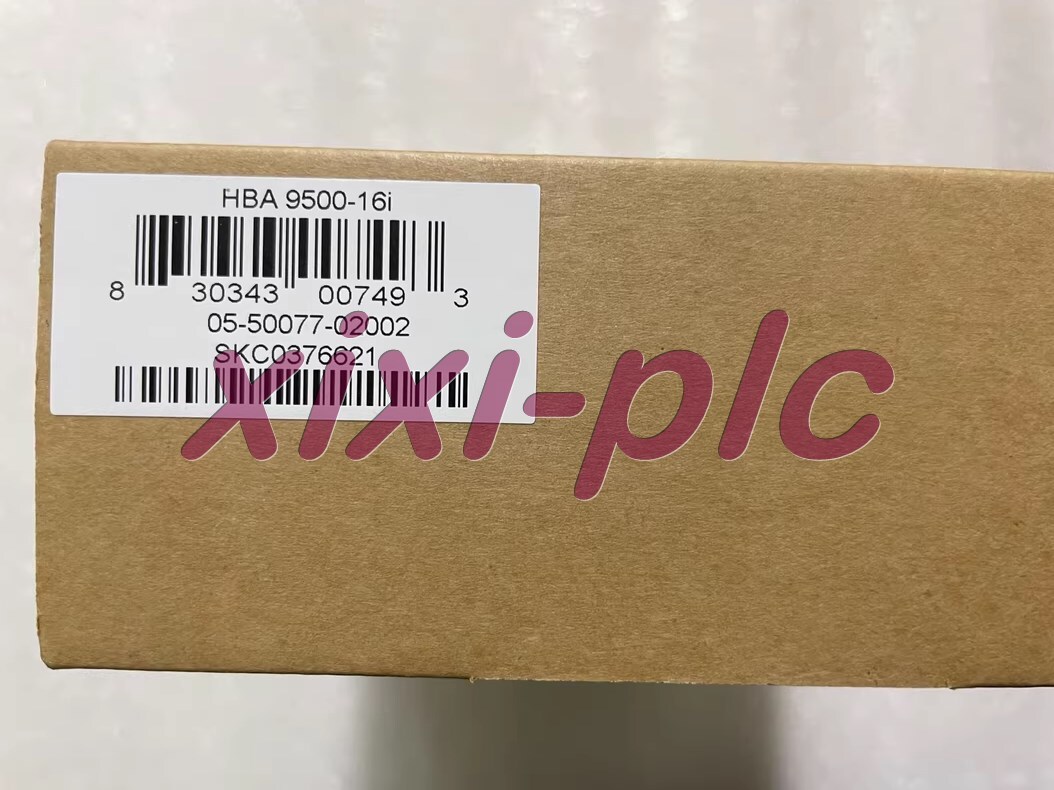 HBA 9500-16i
8 30343 00749 3
05-50077-02002
SKC0376621
xixi-plc